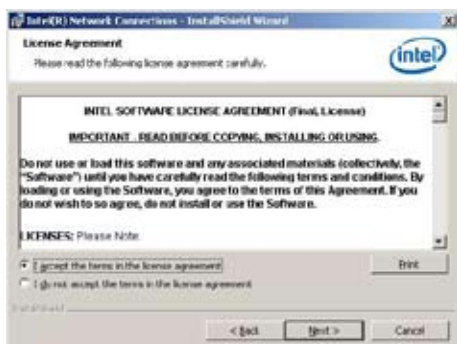 Intel(R) Network Connections - InstallShield Wizard
License Agreement
Please read the following license agreement carefully.
intel
INTEL SOFTWARE LICENSE AGREEMENT (Final, License)
IMPORTANT - READ BEFORE COPYING, INSTALLING OR USING.
Do not use or load this software and any associated materials (collectively, the
"Software") until you have carefully read the following terms and conditions. By
loading or using the Software, you agree to the terms of this Agreement. If you
do not wish to so agree, do not install or use the Software.
LICENSES: Please Note:
I accept the terms in the license agreement
Print
I do not accept the terms in the license agreement
InstallShield
< Back
Next >
Cancel